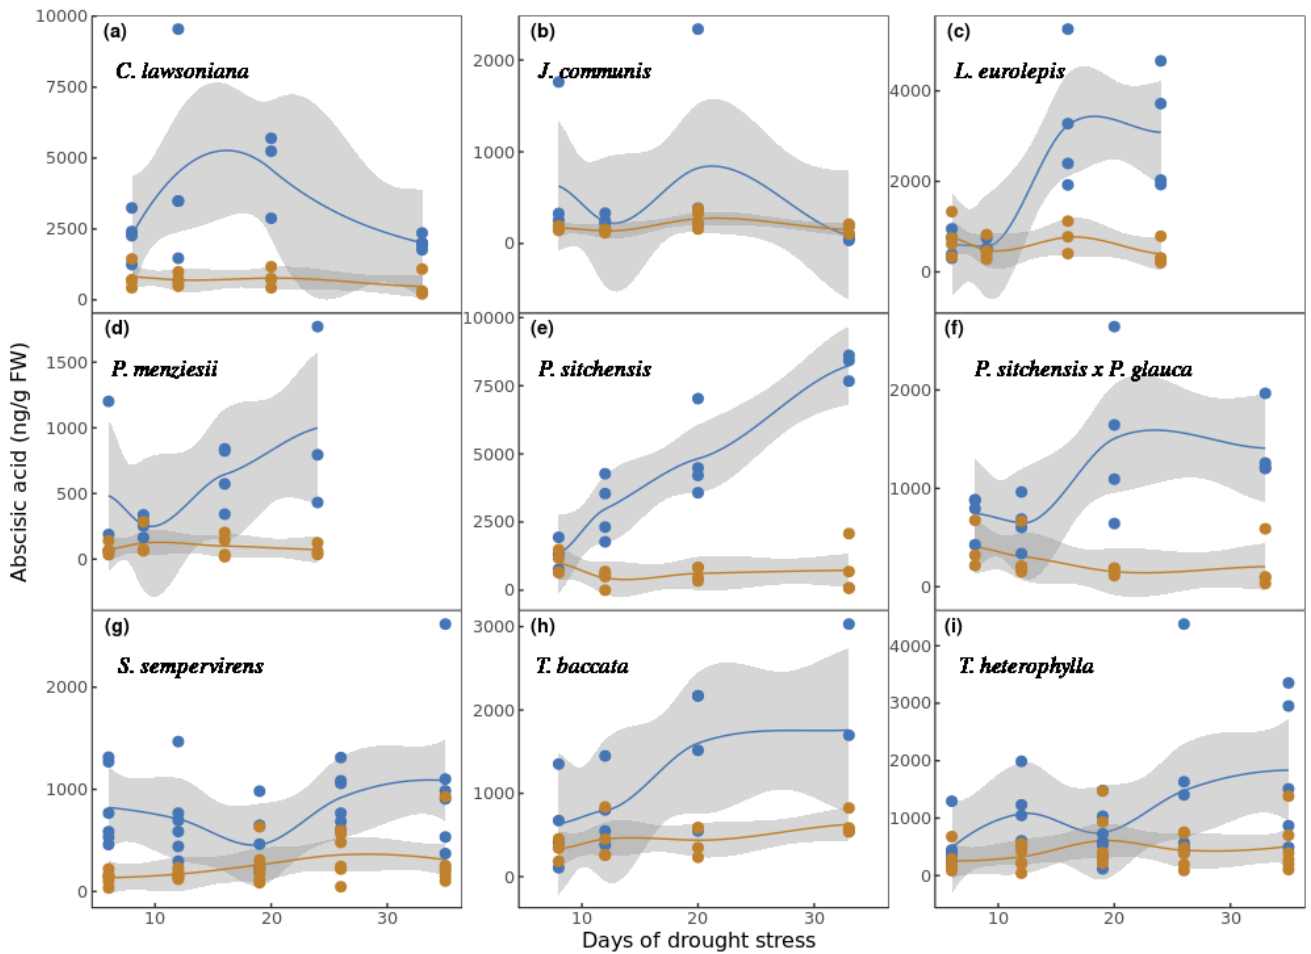 10000
7500
5000
2500
0
(a)
C. lawsoniana
2000
1000
0
(b)
J. communis
4000
2000
0
(c)
L. eurolepis
Abscisic acid (ng/g FW)
1500
1000
500
0
(d)
P. menziesii
10000
7500
5000
2500
0
(e)
P. sitchensis
2000
1000
0
(f)
P. sitchensis x P. glauca
2000
1000
0
(g)
S. sempervirens
3000
2000
1000
0
(h)
T. baccata
4000
3000
2000
1000
0
(i)
T. heterophylla
10 20 30
10 20 30
10 20 30
Days of drought stress